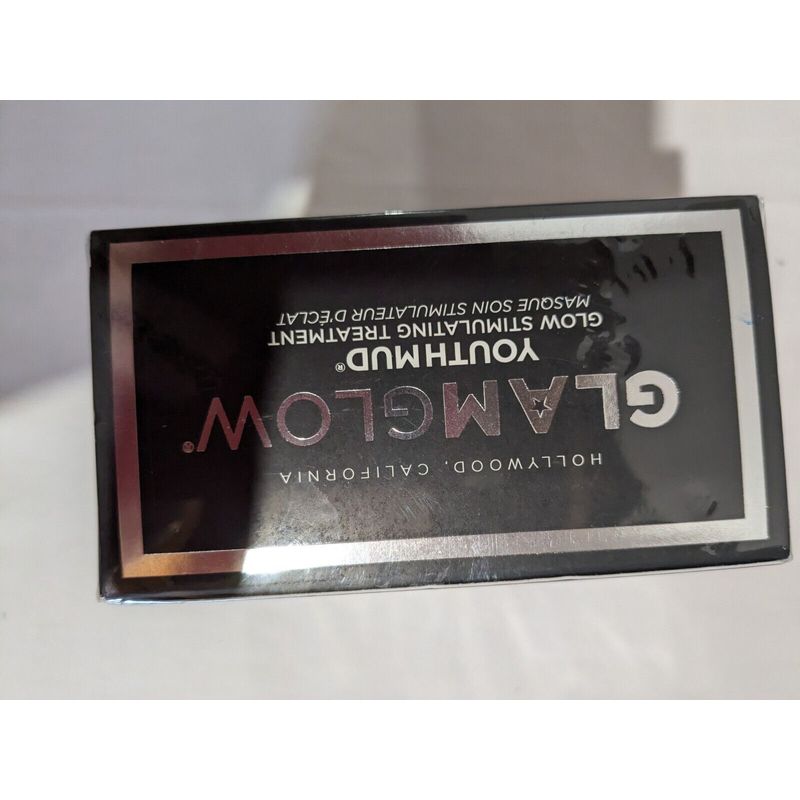 HOLLYWOOD, CALIFORNIA
GLAMGLOW®
YOUTHMUD®
GLOW STIMULATING TREATMENT
MASQUE SOIN STIMULATEUR D'ÉCLAT